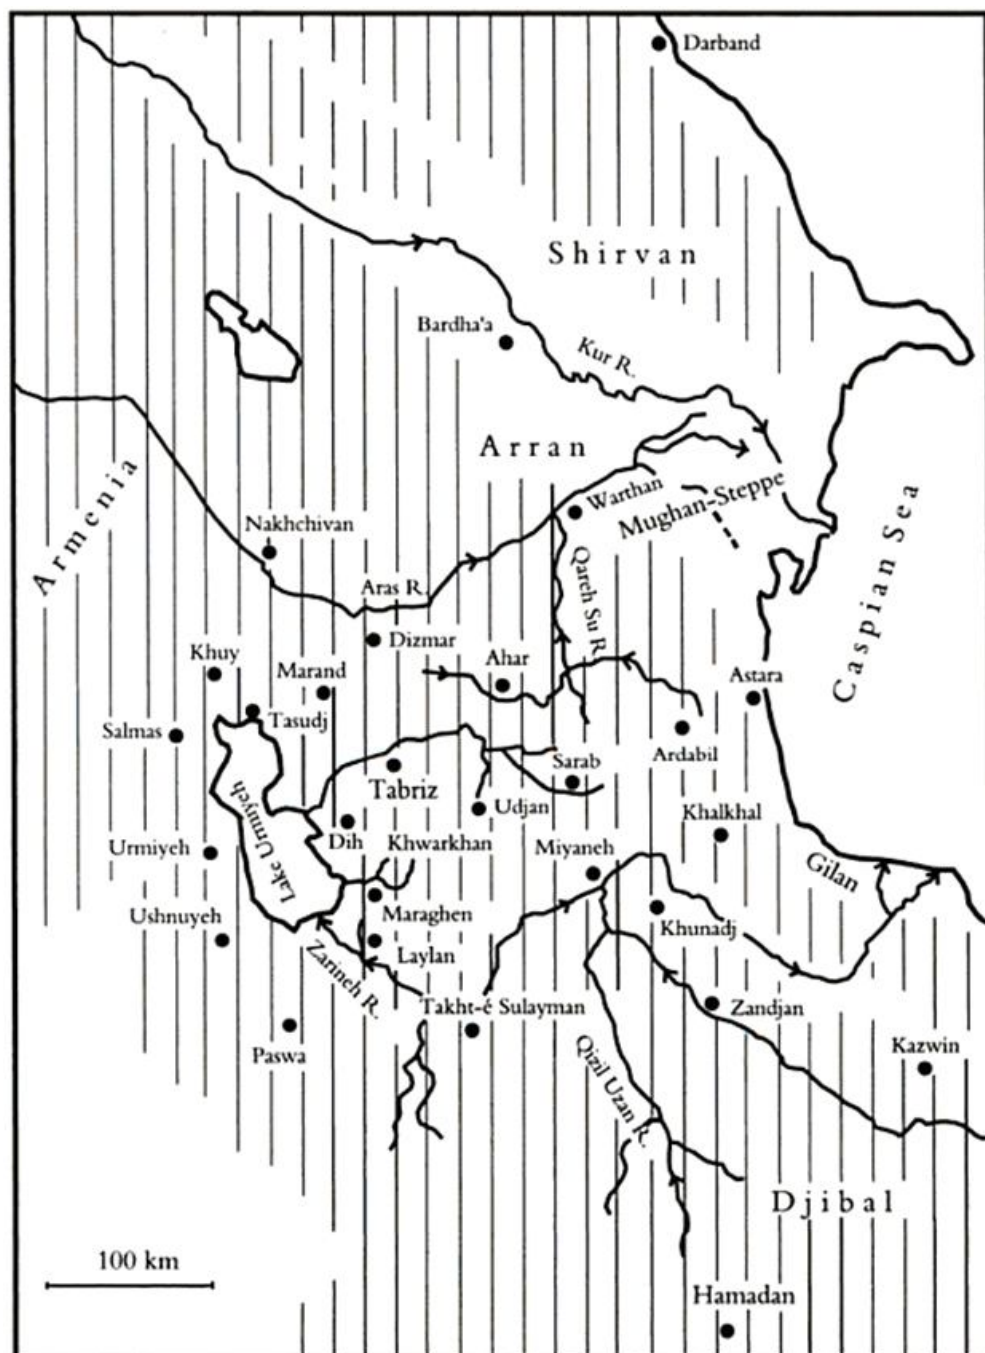 Darband
Shirvan
Bardha'a
Kur R.
Arran
Armenia
Warthan
Mughan-Steppe
Caspian Sea
Nakhchivan
Aras R.
Qareh Su R.
Dizmar
Khuy
Marand
Ahar
Astara
Tasudj
Salmas
Ardabil
Sarab
Tabriz
Udjan
Lake Urmiyeh
Khalkhal
Dih
Khwarkhan
Miyaneh
Urmiyeh
Gilan
Maraghen
Ushnuyeh
Khunadj
Laylan
Zarineh R.
Takht-é Sulayman
Zandjan
Paswa
Kazwin
Qizil Uzan R.
Djibal
100 km
Hamadan